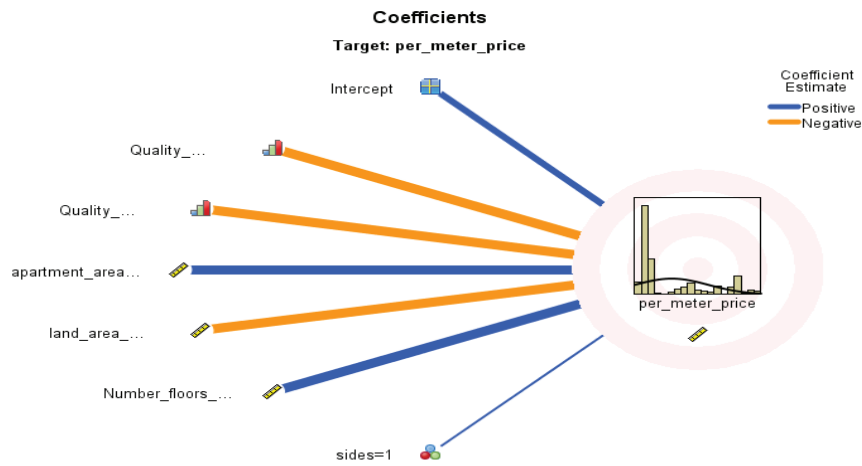 Coefficients
Target: per_meter_price
Coefficient
Estimate
Positive
Negative
Intercept
Quality_...
Quality_...
apartment_area...
land_area_...
Number_floors_...
sides=1
per_meter_price